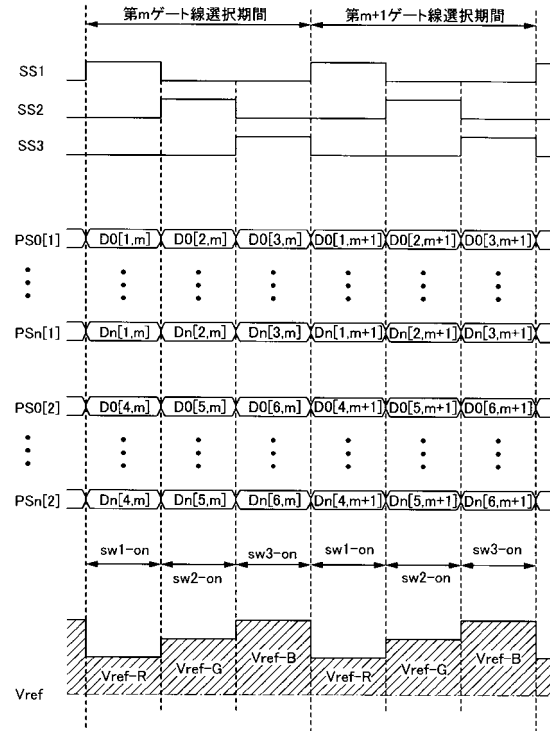 第mゲート線選択期間 第m+1ゲート線選択期間
SS1
SS2
SS3
PS0[1] D0[1,m] D0[2,m] D0[3,m] D0[1,m+1] D0[2,m+1] D0[3,m+1]
PSn[1] Dn[1,m] Dn[2,m] Dn[3,m] Dn[1,m+1] Dn[2,m+1] Dn[3,m+1]
PS0[2] D0[4,m] D0[5,m] D0[6,m] D0[4,m+1] D0[5,m+1] D0[6,m+1]
PSn[2] Dn[4,m] Dn[5,m] Dn[6,m] Dn[4,m+1] Dn[5,m+1] Dn[6,m+1]
sw1-on sw3-on sw1-on sw3-on
sw2-on sw2-on
Vref-R Vref-G Vref-B Vref-R Vref-G Vref-B
Vref